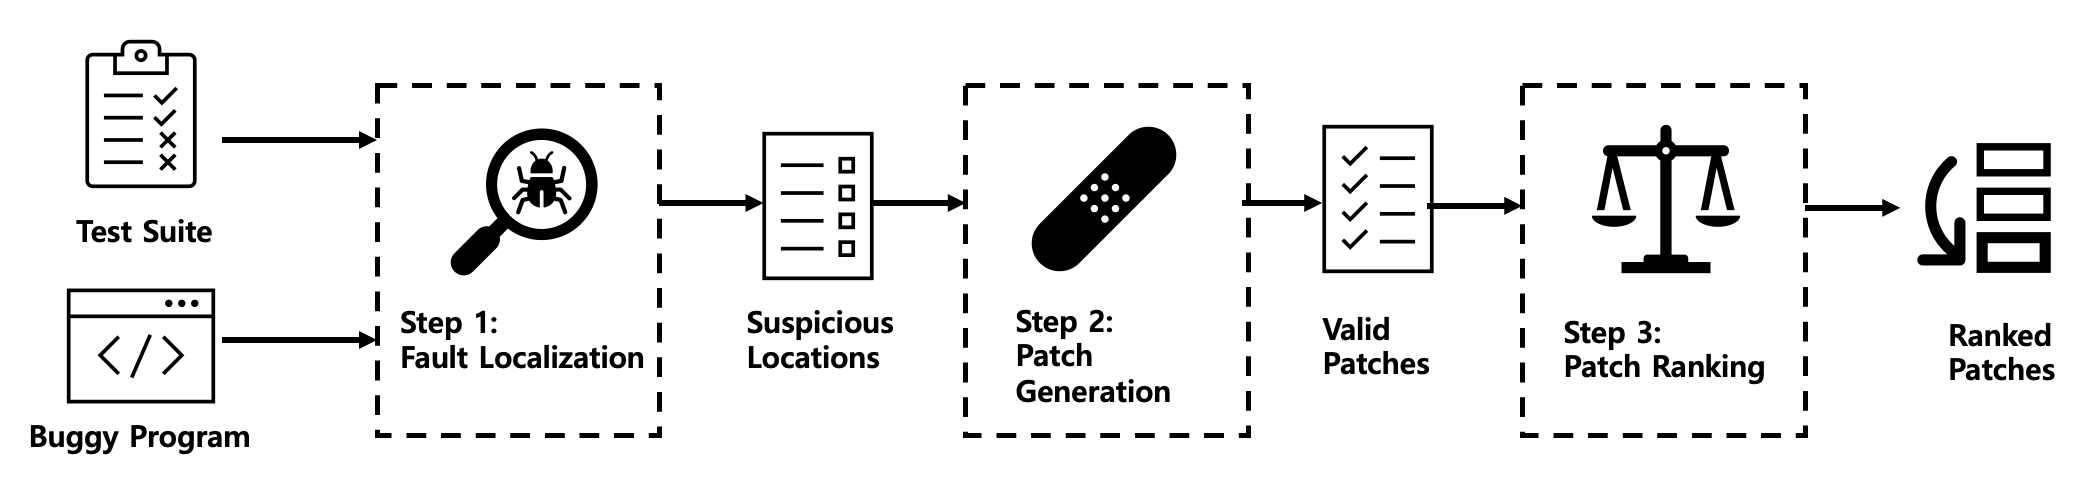 Test Suite
Buggy Program
Step 1:
Fault Localization
Suspicious
Locations
Step 2:
Patch
Generation
Valid
Patches
Step 3:
Patch Ranking
Ranked
Patches